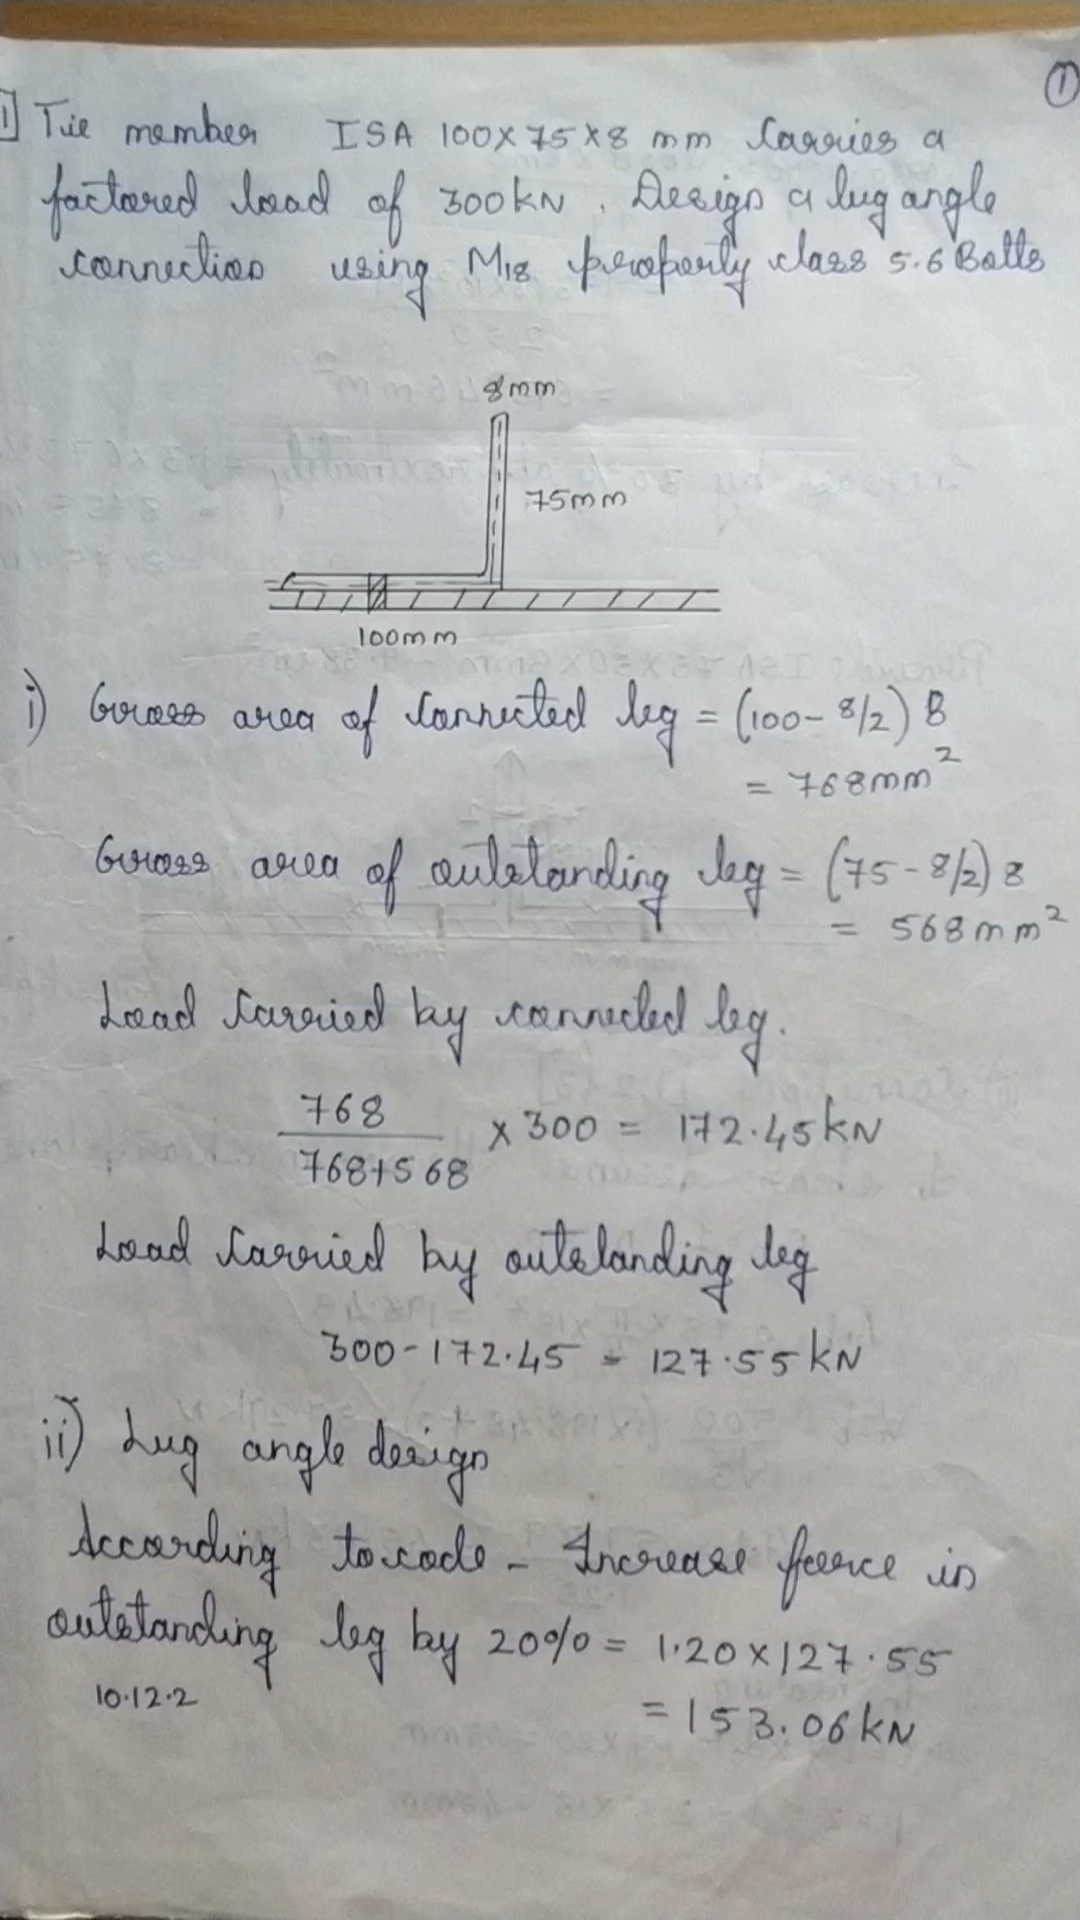 ①
1] Tie member ISA 100×75×8 mm Carries a
factored load of 300kN. Design a lug angle
connection using M18 property class 5.6 Bolts
8mm
75mm
100mm
i) Gross area of Connected leg = (100 - 8/2) 8
= 768mm²
Gross area of outstanding leg = (75 - 8/2) 8
= 568mm²
Load Carried by connected leg.
768
/ 768+568 × 300 = 172.45kN
Load Carried by outstanding leg
300-172.45 = 127.55kN
ii) Lug angle design
According to code - Increase force in
outstanding leg by 20% = 1.20×127.55
10.12.2
= 153.06kN